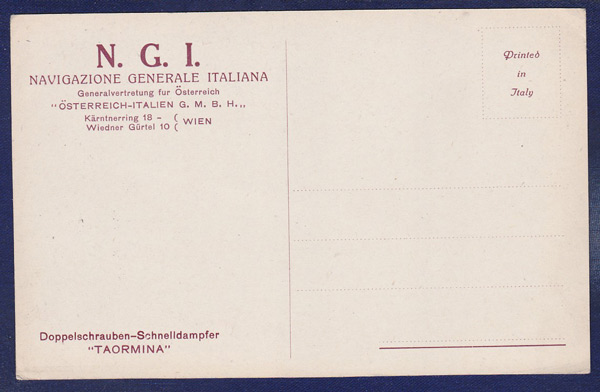 N. G. I.
NAVIGAZIONE GENERALE ITALIANA
Generalvertretung fur Österreich
"ÖSTERREICH-ITALIEN G. M. B. H.„
Kärntnerring 18 – (
Wiedner Gürtel 10 ( WIEN
Doppelschrauben-Schnelldampfer
"TAORMINA"
Printed
in
Italy